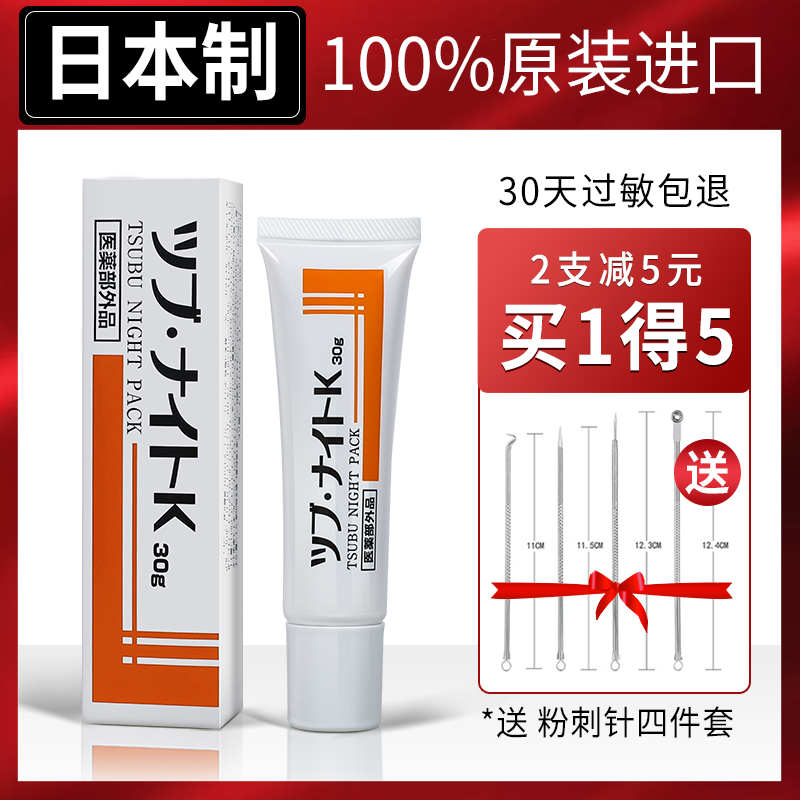 日本制
100%原装进口
30天过敏包退
2支减5元
买1得5
送
11CM
11.5CM
12.3CM
12.4CM
*送 粉刺针四件套
ツブ・ナイトK 30g
TSUBU NIGHT PACK
医薬部外品
ツブ・ナイトK 30g
TSUBU NIGHT PACK
医薬部外品